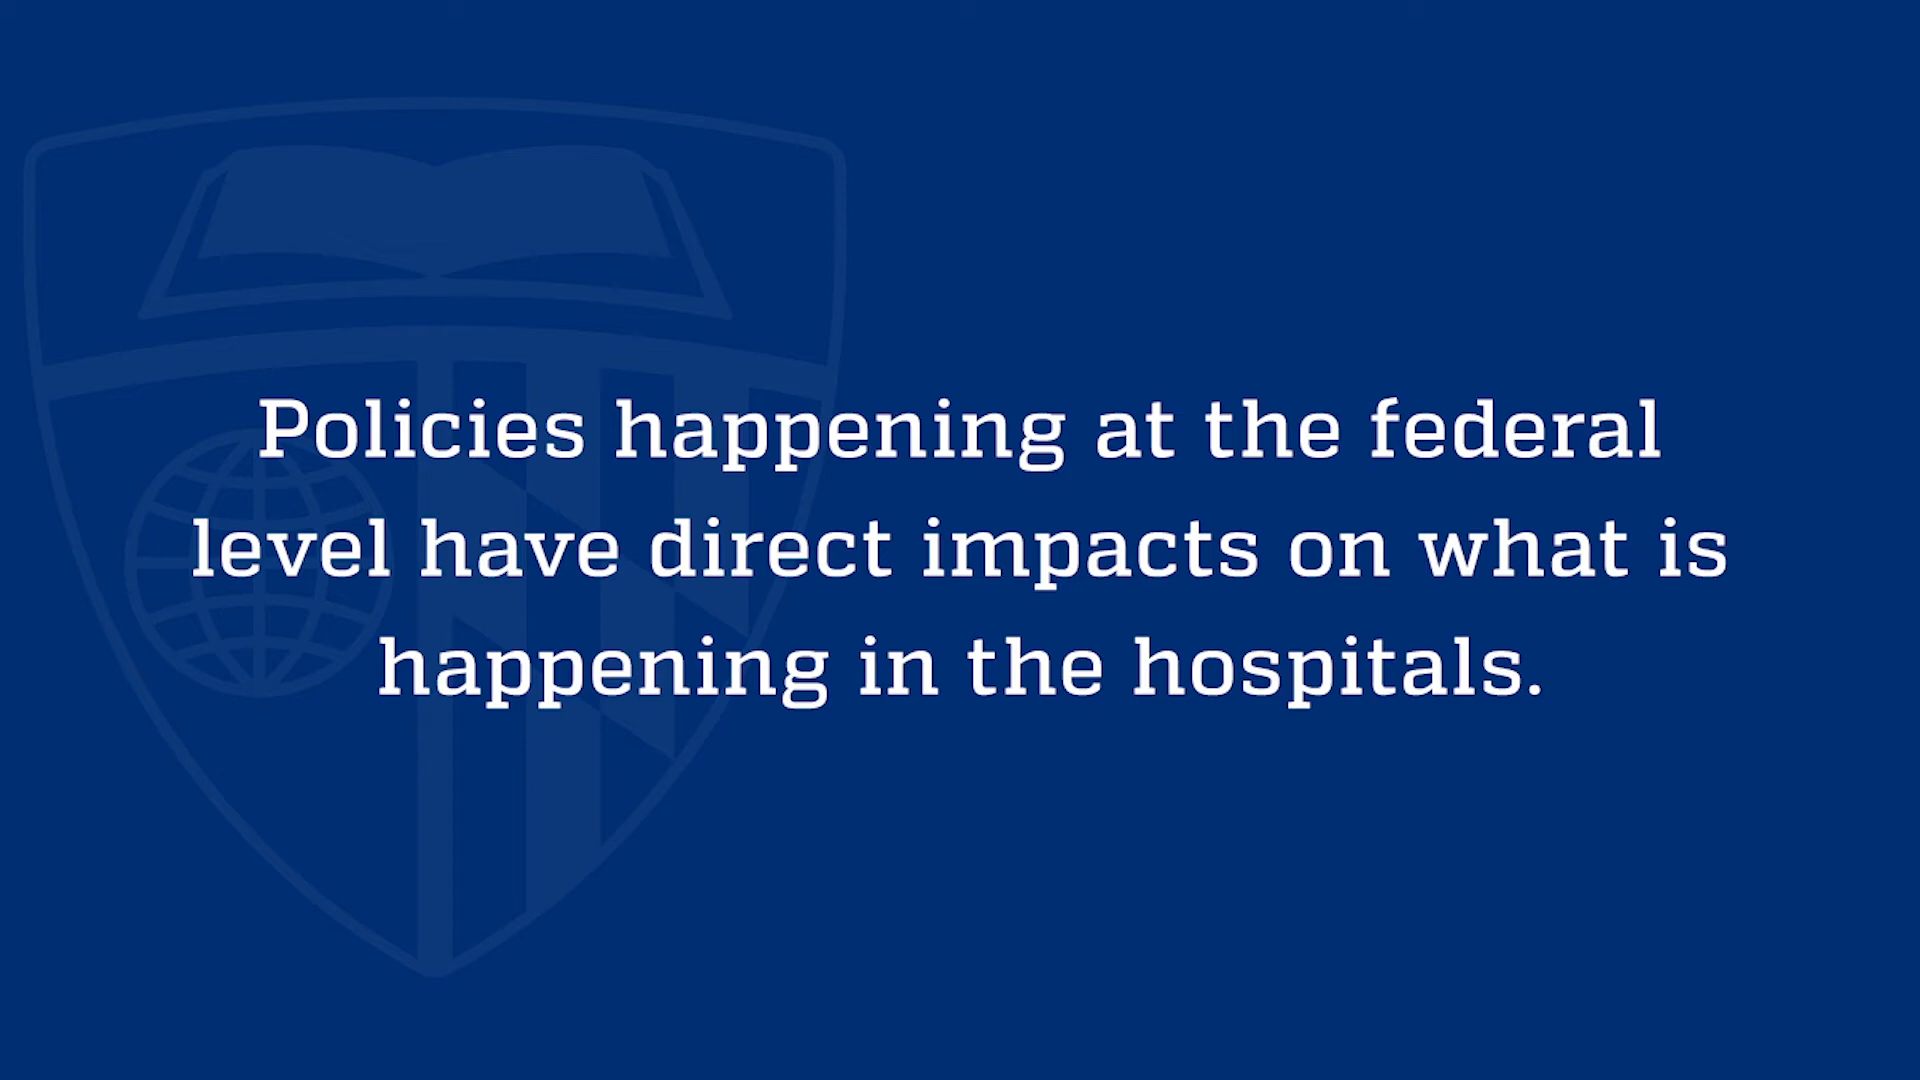 Policies happening at the federal
level have direct impacts on what is
happening in the hospitals.